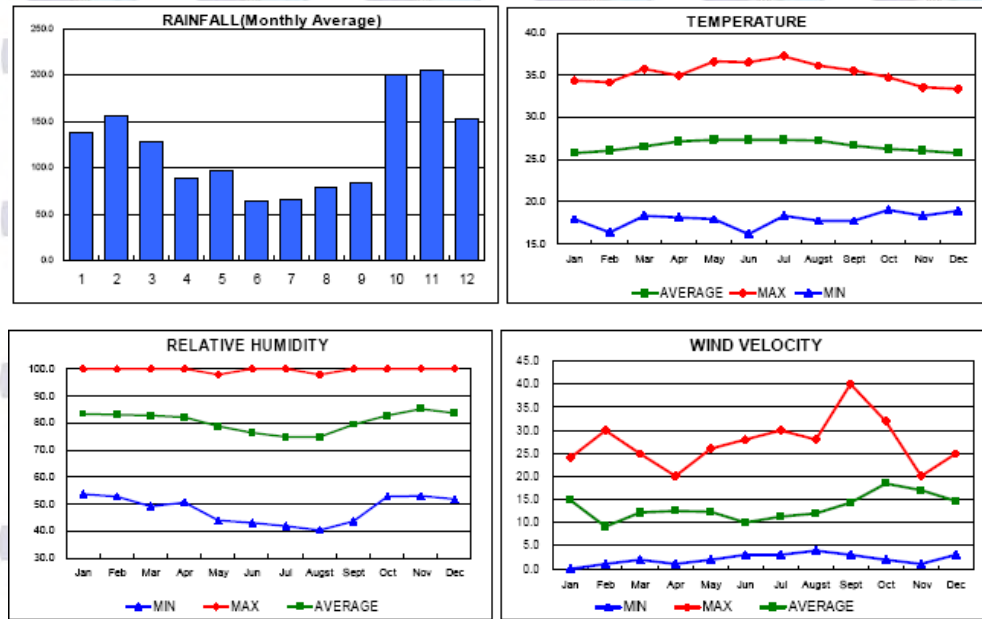 RAINFALL(Monthly Average)
250.0
200.0
150.0
100.0
50.0
0.0
1 2 3 4 5 6 7 8 9 10 11 12
TEMPERATURE
40.0
35.0
30.0
25.0
20.0
15.0
Jan Feb Mar Apr May Jun Jul Augst Sept Oct Nov Dec
AVERAGE MAX MIN
RELATIVE HUMIDITY
100.0
90.0
80.0
70.0
60.0
50.0
40.0
30.0
Jan Feb Mar Apr May Jun Jul Augst Sept Oct Nov Dec
MIN MAX AVERAGE
WIND VELOCITY
45.0
40.0
35.0
30.0
25.0
20.0
15.0
10.0
5.0
0.0
Jan Feb Mar Apr May Jun Jul Augst Sept Oct Nov Dec
MIN MAX AVERAGE